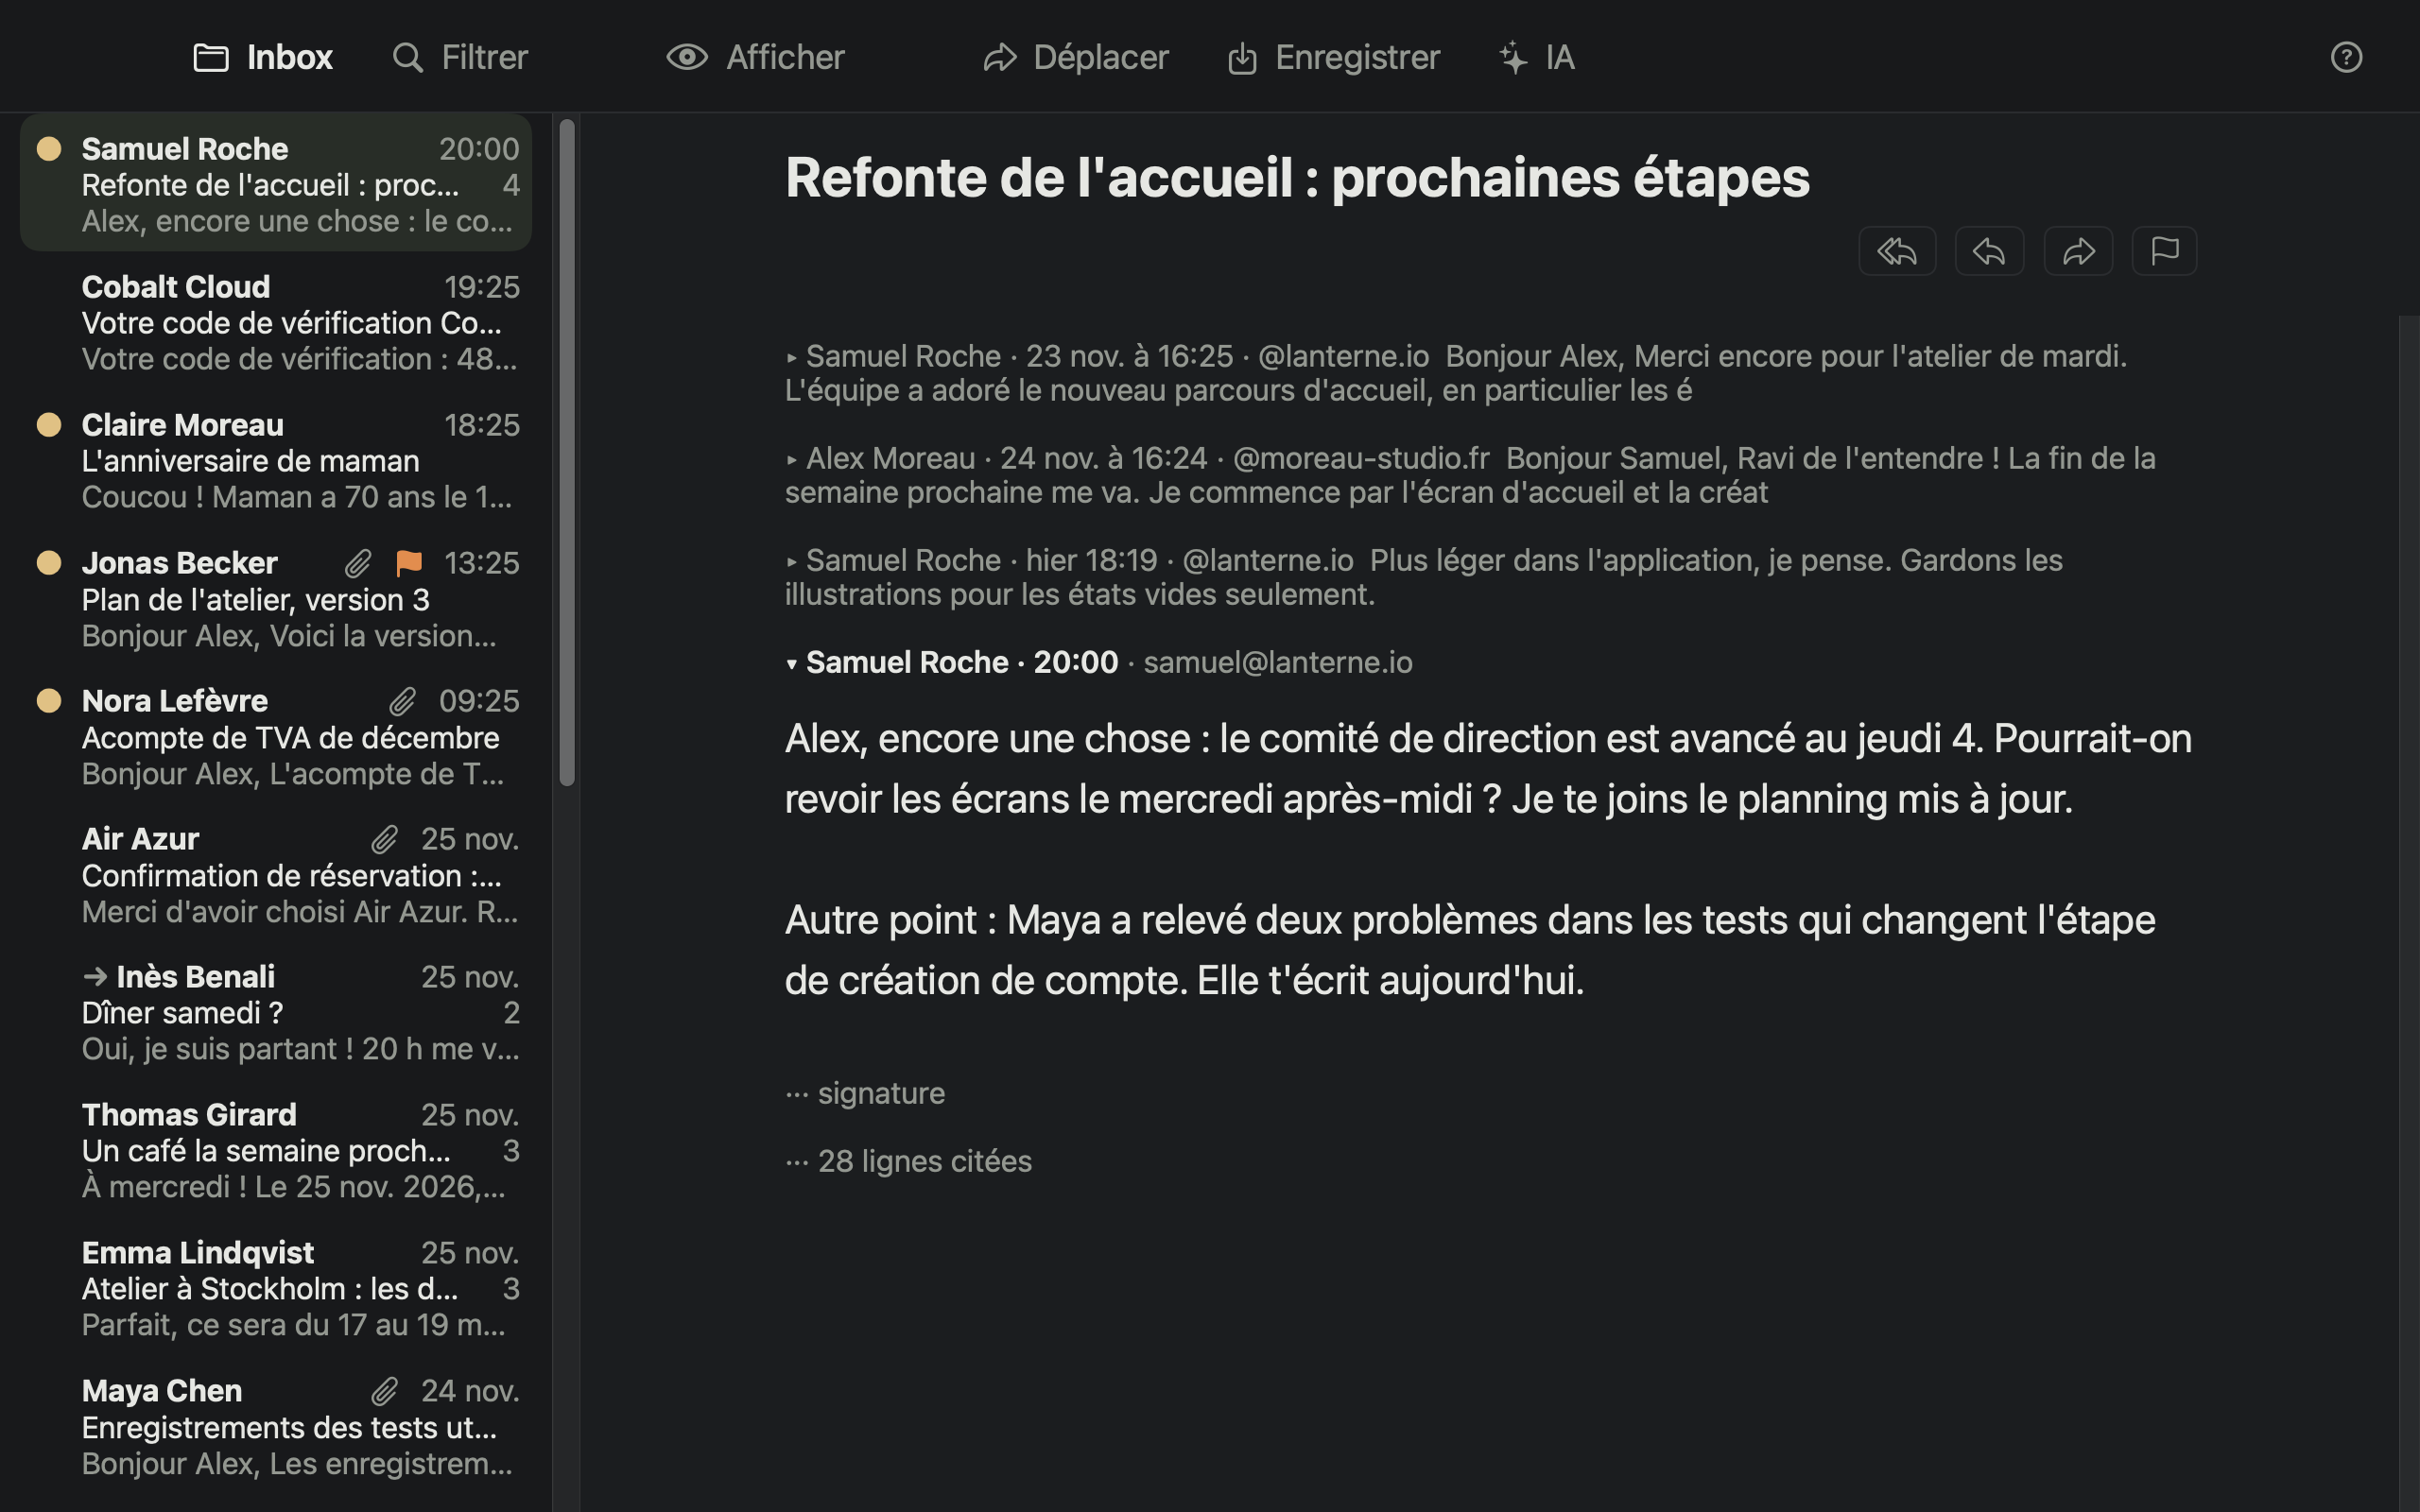 Inbox
Filtrer
Afficher
Déplacer
Enregistrer
IA
Samuel Roche 20:00
Refonte de l'accueil : proc... 4
Alex, encore une chose : le co...
Cobalt Cloud 19:25
Votre code de vérification Co...
Votre code de vérification : 48...
Claire Moreau 18:25
L'anniversaire de maman
Coucou ! Maman a 70 ans le 1...
Jonas Becker 13:25
Plan de l'atelier, version 3
Bonjour Alex, Voici la version...
Nora Lefèvre 09:25
Acompte de TVA de décembre
Bonjour Alex, L'acompte de T...
Air Azur 25 nov.
Confirmation de réservation :...
Merci d'avoir choisi Air Azur. R...
→ Inès Benali 25 nov.
Dîner samedi ? 2
Oui, je suis partant ! 20 h me v...
Thomas Girard 25 nov.
Un café la semaine proch... 3
À mercredi ! Le 25 nov. 2026,...
Emma Lindqvist 25 nov.
Atelier à Stockholm : les d... 3
Parfait, ce sera du 17 au 19 m...
Maya Chen 24 nov.
Enregistrements des tests ut...
Bonjour Alex, Les enregistrem...
Refonte de l'accueil : prochaines étapes
▸ Samuel Roche · 23 nov. à 16:25 · @lanterne.io Bonjour Alex, Merci encore pour l'atelier de mardi.
L'équipe a adoré le nouveau parcours d'accueil, en particulier les é
▸ Alex Moreau · 24 nov. à 16:24 · @moreau-studio.fr Bonjour Samuel, Ravi de l'entendre ! La fin de la
semaine prochaine me va. Je commence par l'écran d'accueil et la créat
▸ Samuel Roche · hier 18:19 · @lanterne.io Plus léger dans l'application, je pense. Gardons les
illustrations pour les états vides seulement.
▾ Samuel Roche · 20:00 · samuel@lanterne.io
Alex, encore une chose : le comité de direction est avancé au jeudi 4. Pourrait-on
revoir les écrans le mercredi après-midi ? Je te joins le planning mis à jour.
Autre point : Maya a relevé deux problèmes dans les tests qui changent l'étape
de création de compte. Elle t'écrit aujourd'hui.
··· signature
··· 28 lignes citées